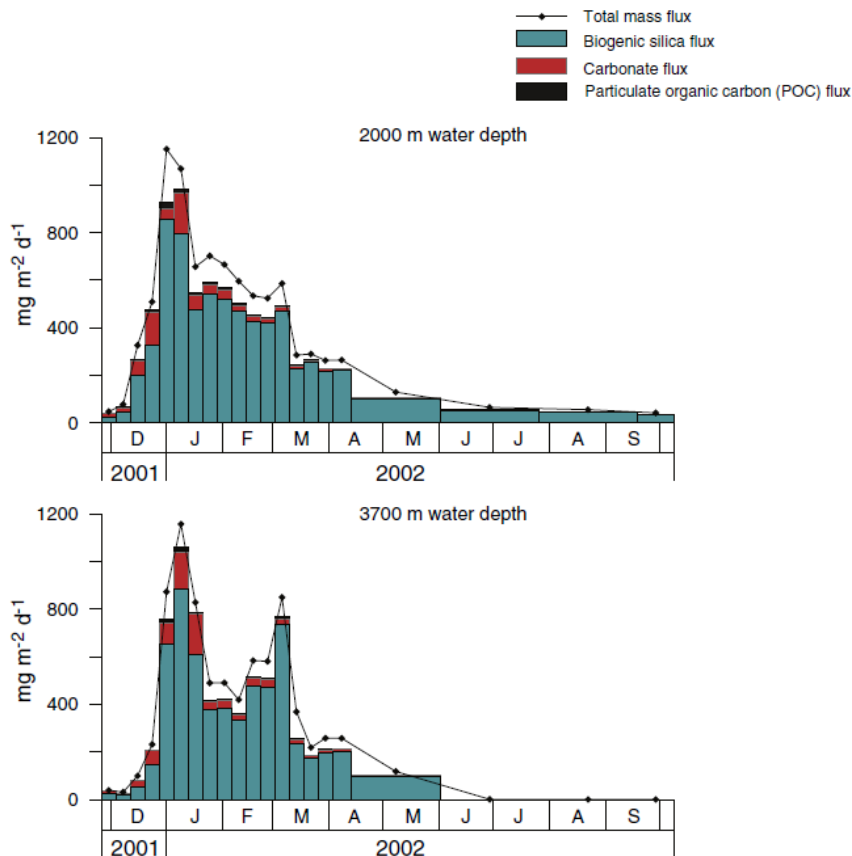 Total mass flux
Biogenic silica flux
Carbonate flux
Particulate organic carbon (POC) flux
2000 m water depth
1200
800
400
0
mg m⁻² d⁻¹
D J F M A M J J A S
2001 2002
3700 m water depth
1200
800
400
0
mg m⁻² d⁻¹
D J F M A M J J A S
2001 2002